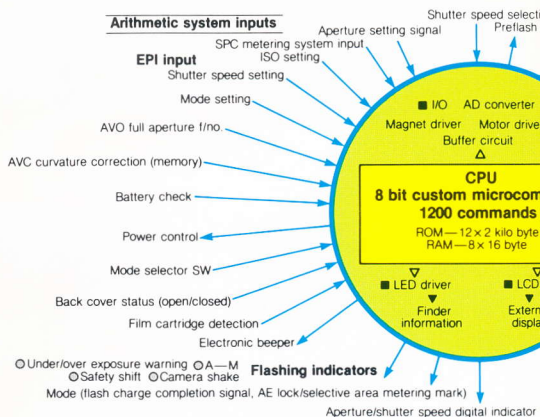 Arithmetic system inputs
Shutter speed selecti
Aperture setting signal
Preflash
SPC metering system input
EPI input
ISO setting
Shutter speed setting
Mode setting
AVO full aperture f/no.
AVC curvature correction (memory)
Battery check
Power control
Mode selector SW
Back cover status (open/closed)
Film cartridge detection
Electronic beeper
■ I/O AD converter
Magnet driver Motor drive
Buffer circuit
CPU
8 bit custom microcom
1200 commands
ROM—12 × 2 kilo byte
RAM—8 × 16 byte
■ LED driver
■ LCD
Finder
information
Extern
displa
Flashing indicators
Under/over exposure warning A—M
Safety shift Camera shake
Mode (flash charge completion signal, AE lock/selective area metering mark)
Aperture/shutter speed digital indicator